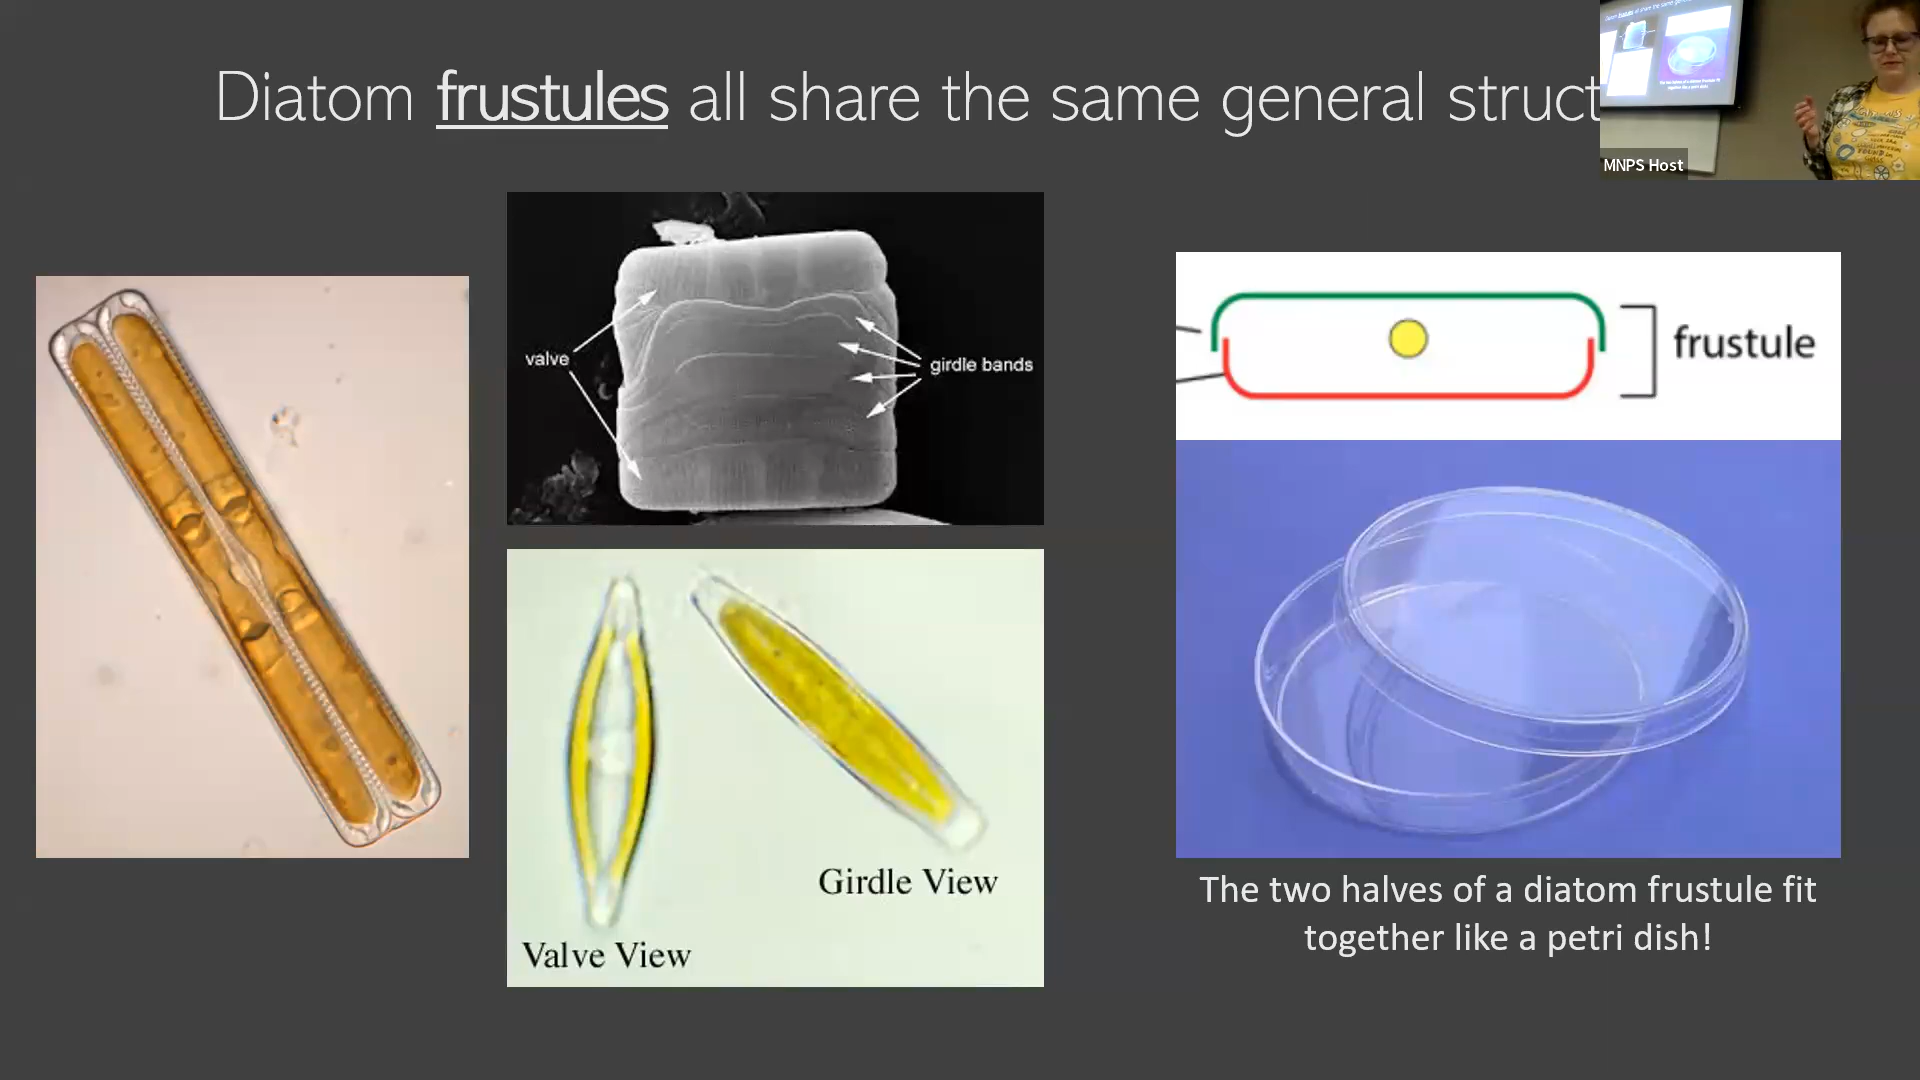 Diatom frustules all share the same general struct
MNPS Host
valve
girdle bands
frustule
Girdle View
Valve View
The two halves of a diatom frustule fit
together like a petri dish!